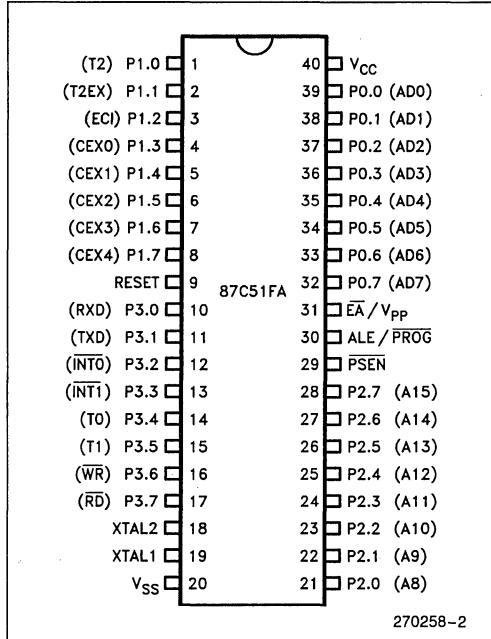 (T2) P1.0 1 40 VCC
(T2EX) P1.1 2 39 P0.0 (AD0)
(ECI) P1.2 3 38 P0.1 (AD1)
(CEX0) P1.3 4 37 P0.2 (AD2)
(CEX1) P1.4 5 36 P0.3 (AD3)
(CEX2) P1.5 6 35 P0.4 (AD4)
(CEX3) P1.6 7 34 P0.5 (AD5)
(CEX4) P1.7 8 33 P0.6 (AD6)
RESET 9 32 P0.7 (AD7)
87C51FA
(RXD) P3.0 10 31 E̅A̅/VPP
(TXD) P3.1 11 30 ALE/P̅R̅O̅G̅
(I̅N̅T̅0̅) P3.2 12 29 P̅S̅E̅N̅
(I̅N̅T̅1̅) P3.3 13 28 P2.7 (A15)
(T0) P3.4 14 27 P2.6 (A14)
(T1) P3.5 15 26 P2.5 (A13)
(W̅R̅) P3.6 16 25 P2.4 (A12)
(R̅D̅) P3.7 17 24 P2.3 (A11)
XTAL2 18 23 P2.2 (A10)
XTAL1 19 22 P2.1 (A9)
VSS 20 21 P2.0 (A8)
270258-2